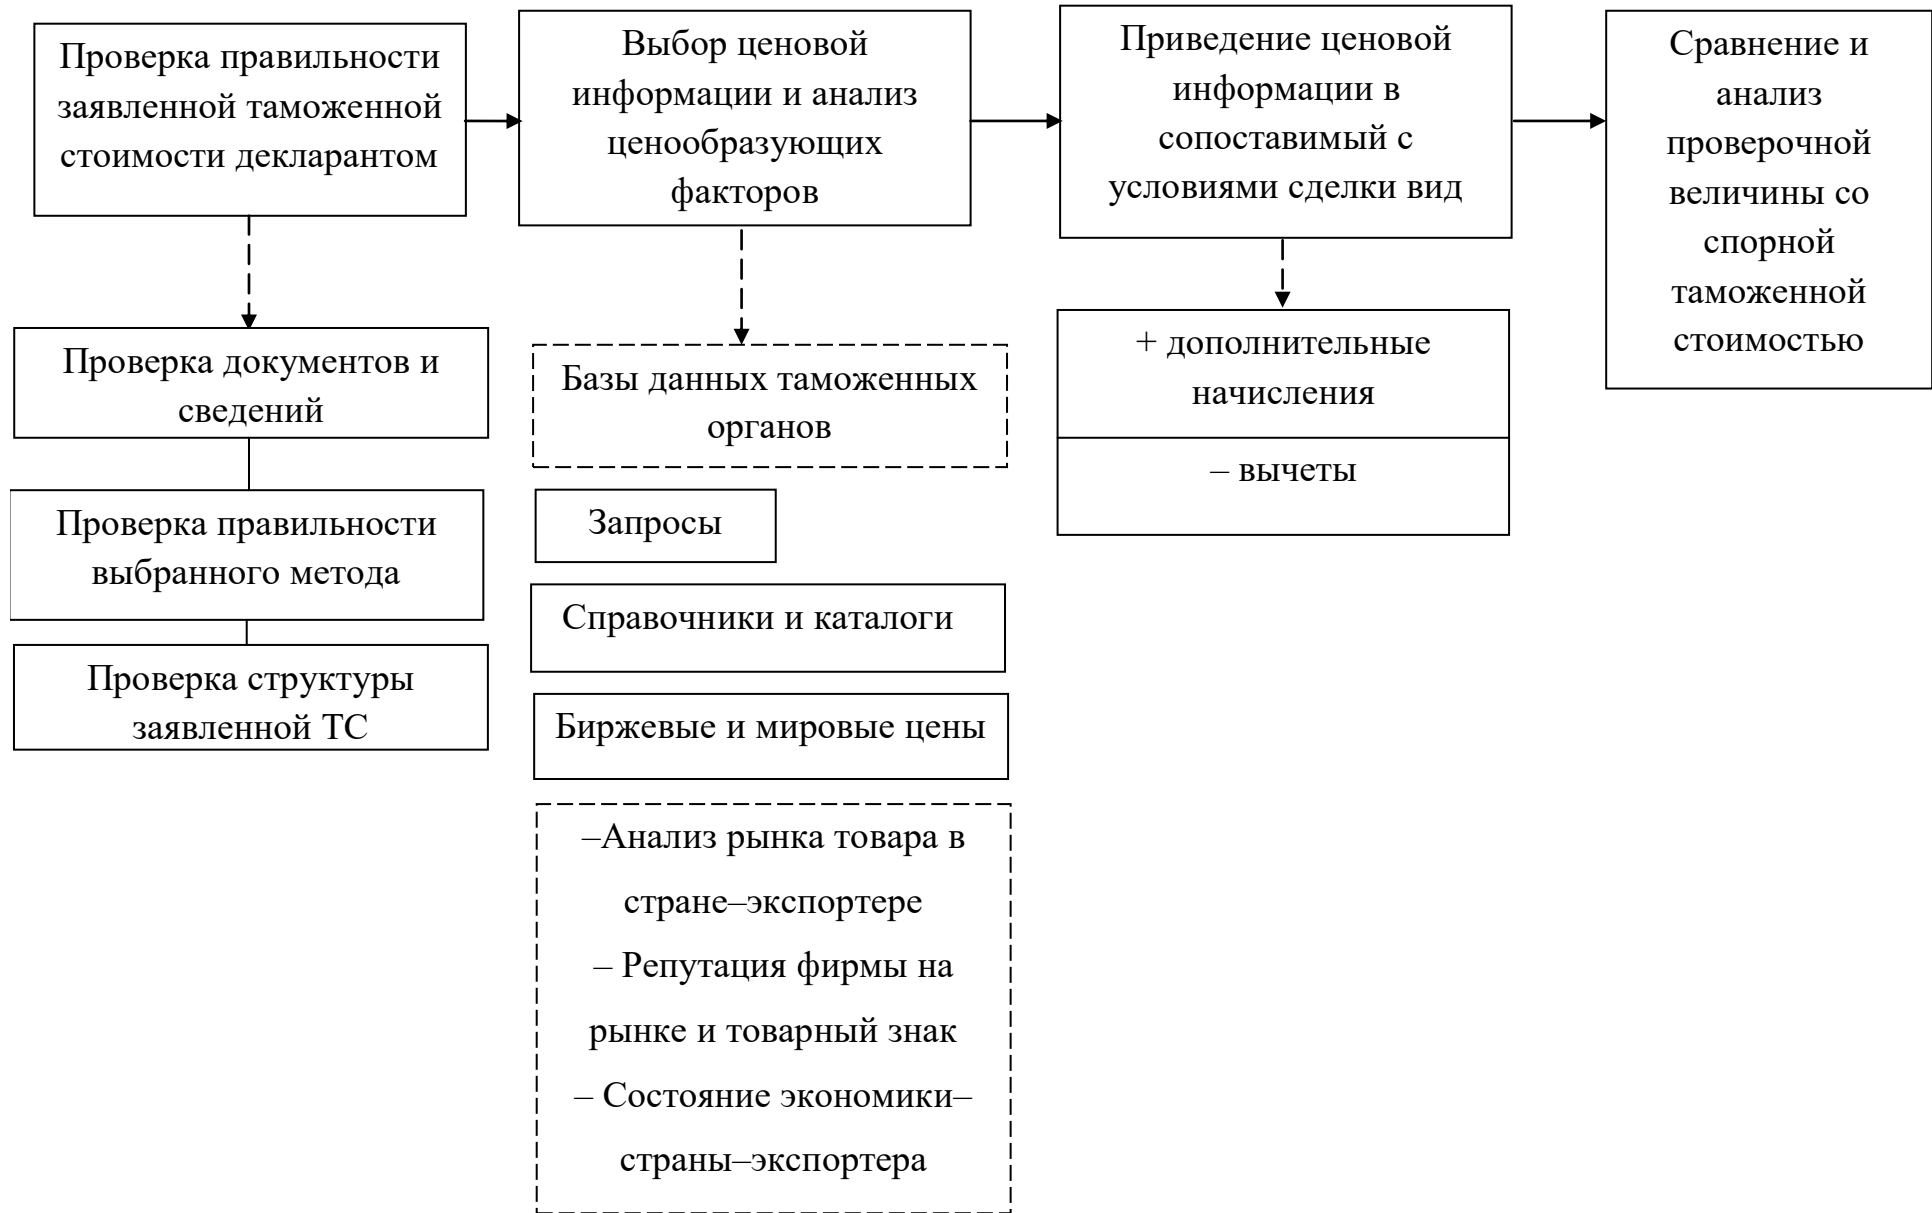 Проверка правильности
заявленной таможенной
стоимости декларантом
Выбор ценовой
информации и анализ
ценообразующих
факторов
Приведение ценовой
информации в
сопоставимый с
условиями сделки вид
Сравнение и
анализ
проверочной
величины со
спорной
таможенной
стоимостью
Проверка документов и
сведений
Проверка правильности
выбранного метода
Проверка структуры
заявленной ТС
Базы данных таможенных
органов
Запросы
Справочники и каталоги
Биржевые и мировые цены
–Анализ рынка товара в
стране–экспортере
– Репутация фирмы на
рынке и товарный знак
– Состояние экономики–
страны–экспортера
+ дополнительные
начисления
– вычеты